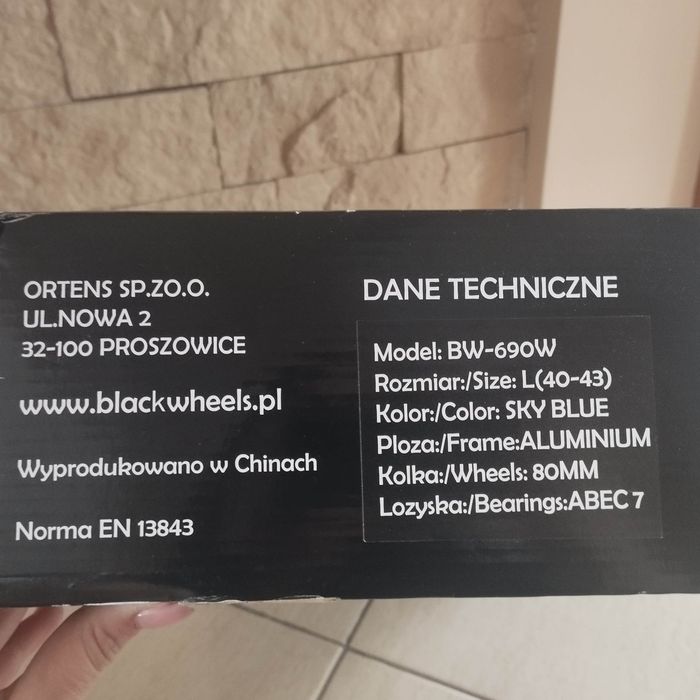 ORTENS SP.ZO.O.
UL.NOWA 2
32-100 PROSZOWICE
www.blackwheels.pl
Wyprodukowano w Chinach
Norma EN 13843
DANE TECHNICZNE
Model: BW-690W
Rozmiar:/Size: L(40-43)
Kolor:/Color: SKY BLUE
Ploza:/Frame:ALUMINIUM
Kolka:/Wheels: 80MM
Lozyska:/Bearings:ABEC 7